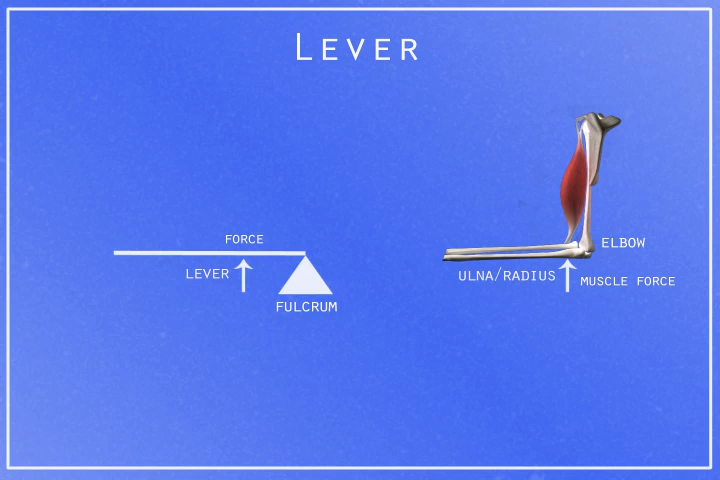 LEVER
FORCE
LEVER
FULCRUM
ELBOW
ULNA/RADIUS
MUSCLE FORCE